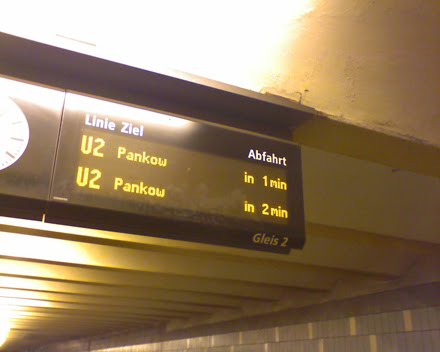 Linie Ziel Abfahrt
U2 Pankow in 1 min
U2 Pankow in 2 min
Gleis 2